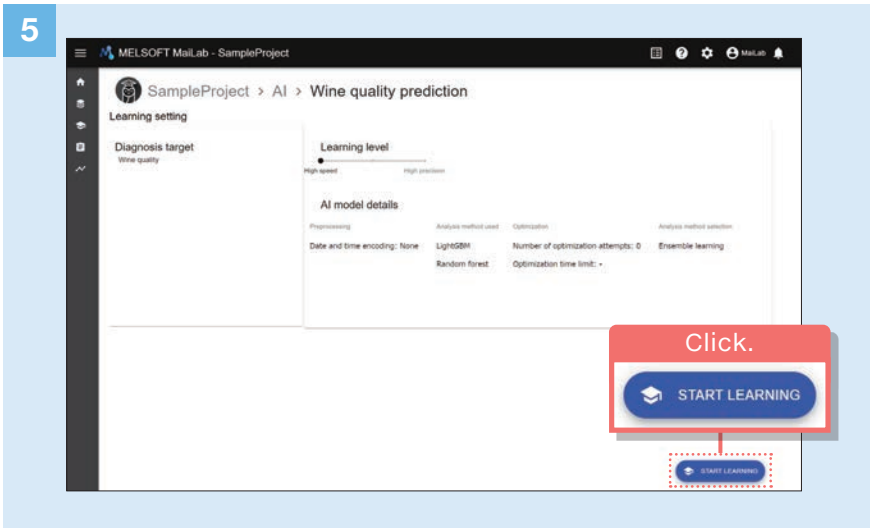 5
MELSOFT MaiLab - SampleProject
MaiLab
SampleProject > AI > Wine quality prediction
Learning setting
Diagnosis target
Wine quality
Learning level
High speed
High precision
AI model details
Preprocessing
Analysis method used
Optimization
Analysis method selection
Date and time encoding: None
LightGBM
Number of optimization attempts: 0
Ensemble learning
Random forest
Optimization time limit: -
Click.
START LEARNING
START LEARNING